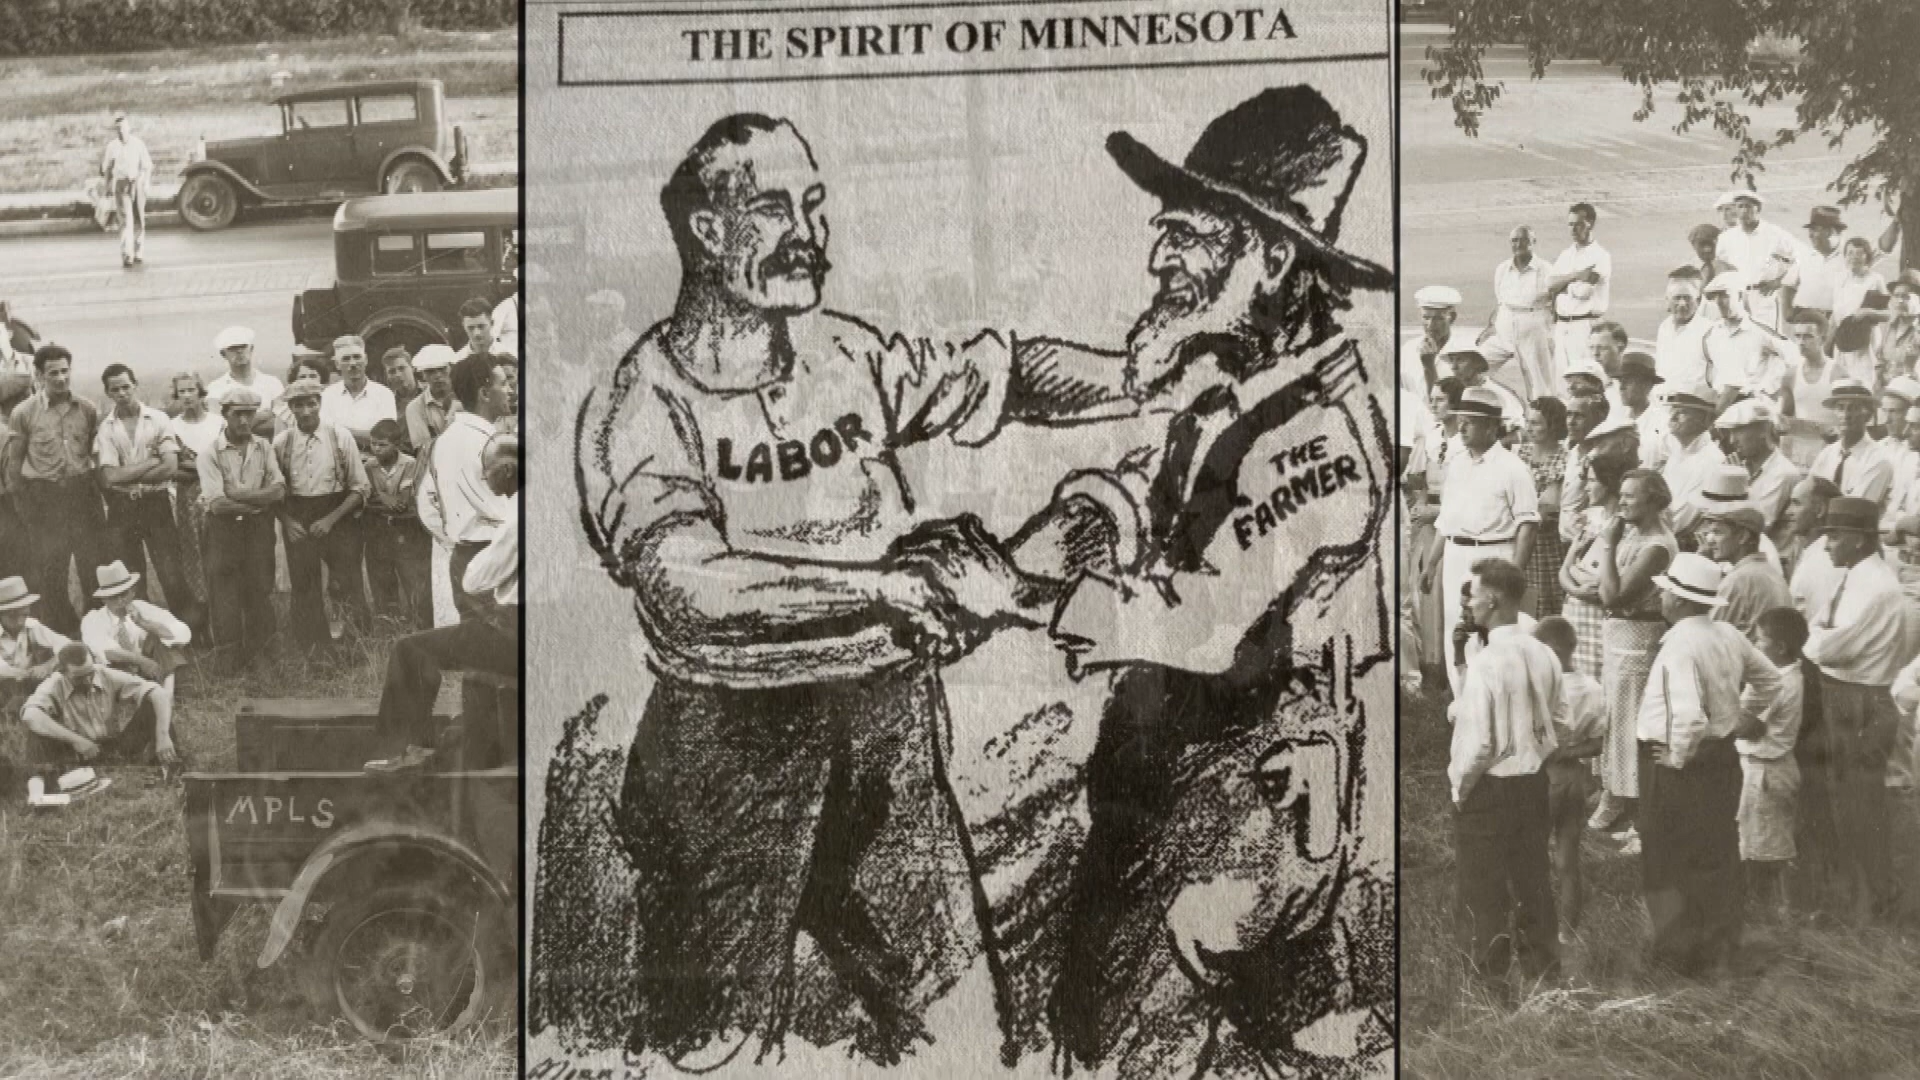 THE SPIRIT OF MINNESOTA
LABOR
THE
FARMER
MPLS